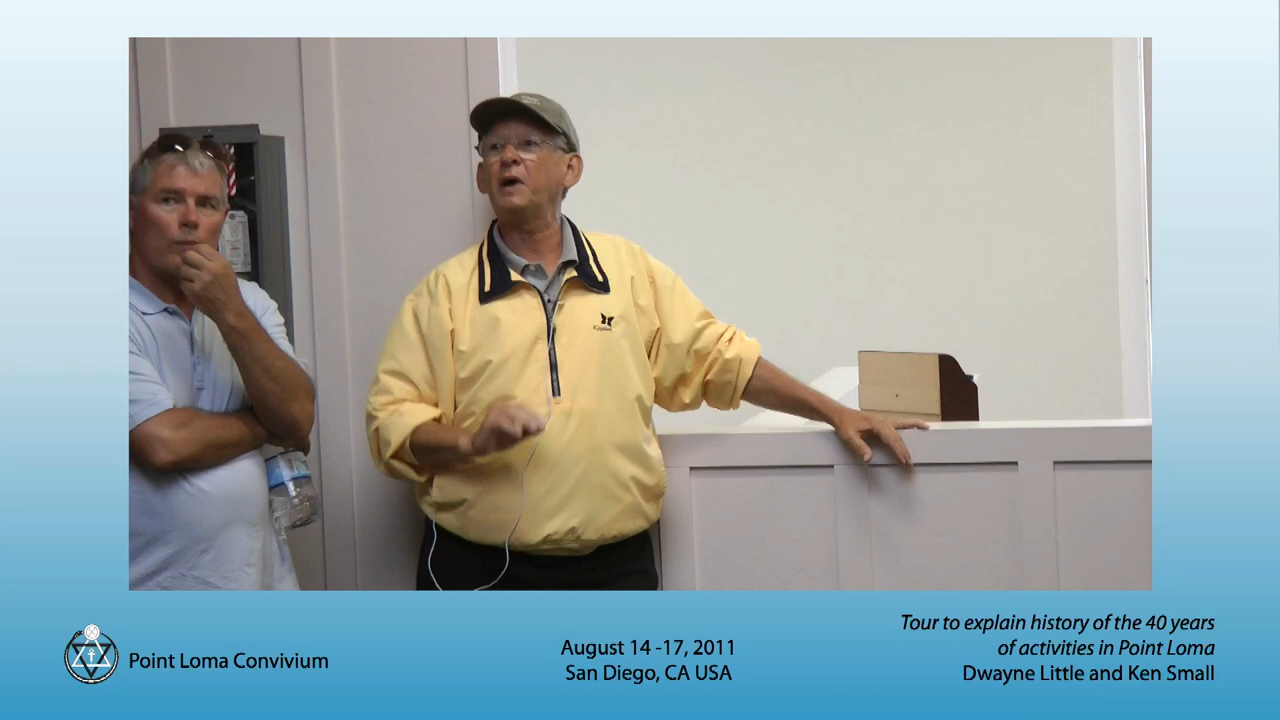 Point Loma Convivium
August 14 -17, 2011
San Diego, CA USA
Tour to explain history of the 40 years
of activities in Point Loma
Dwayne Little and Ken Small